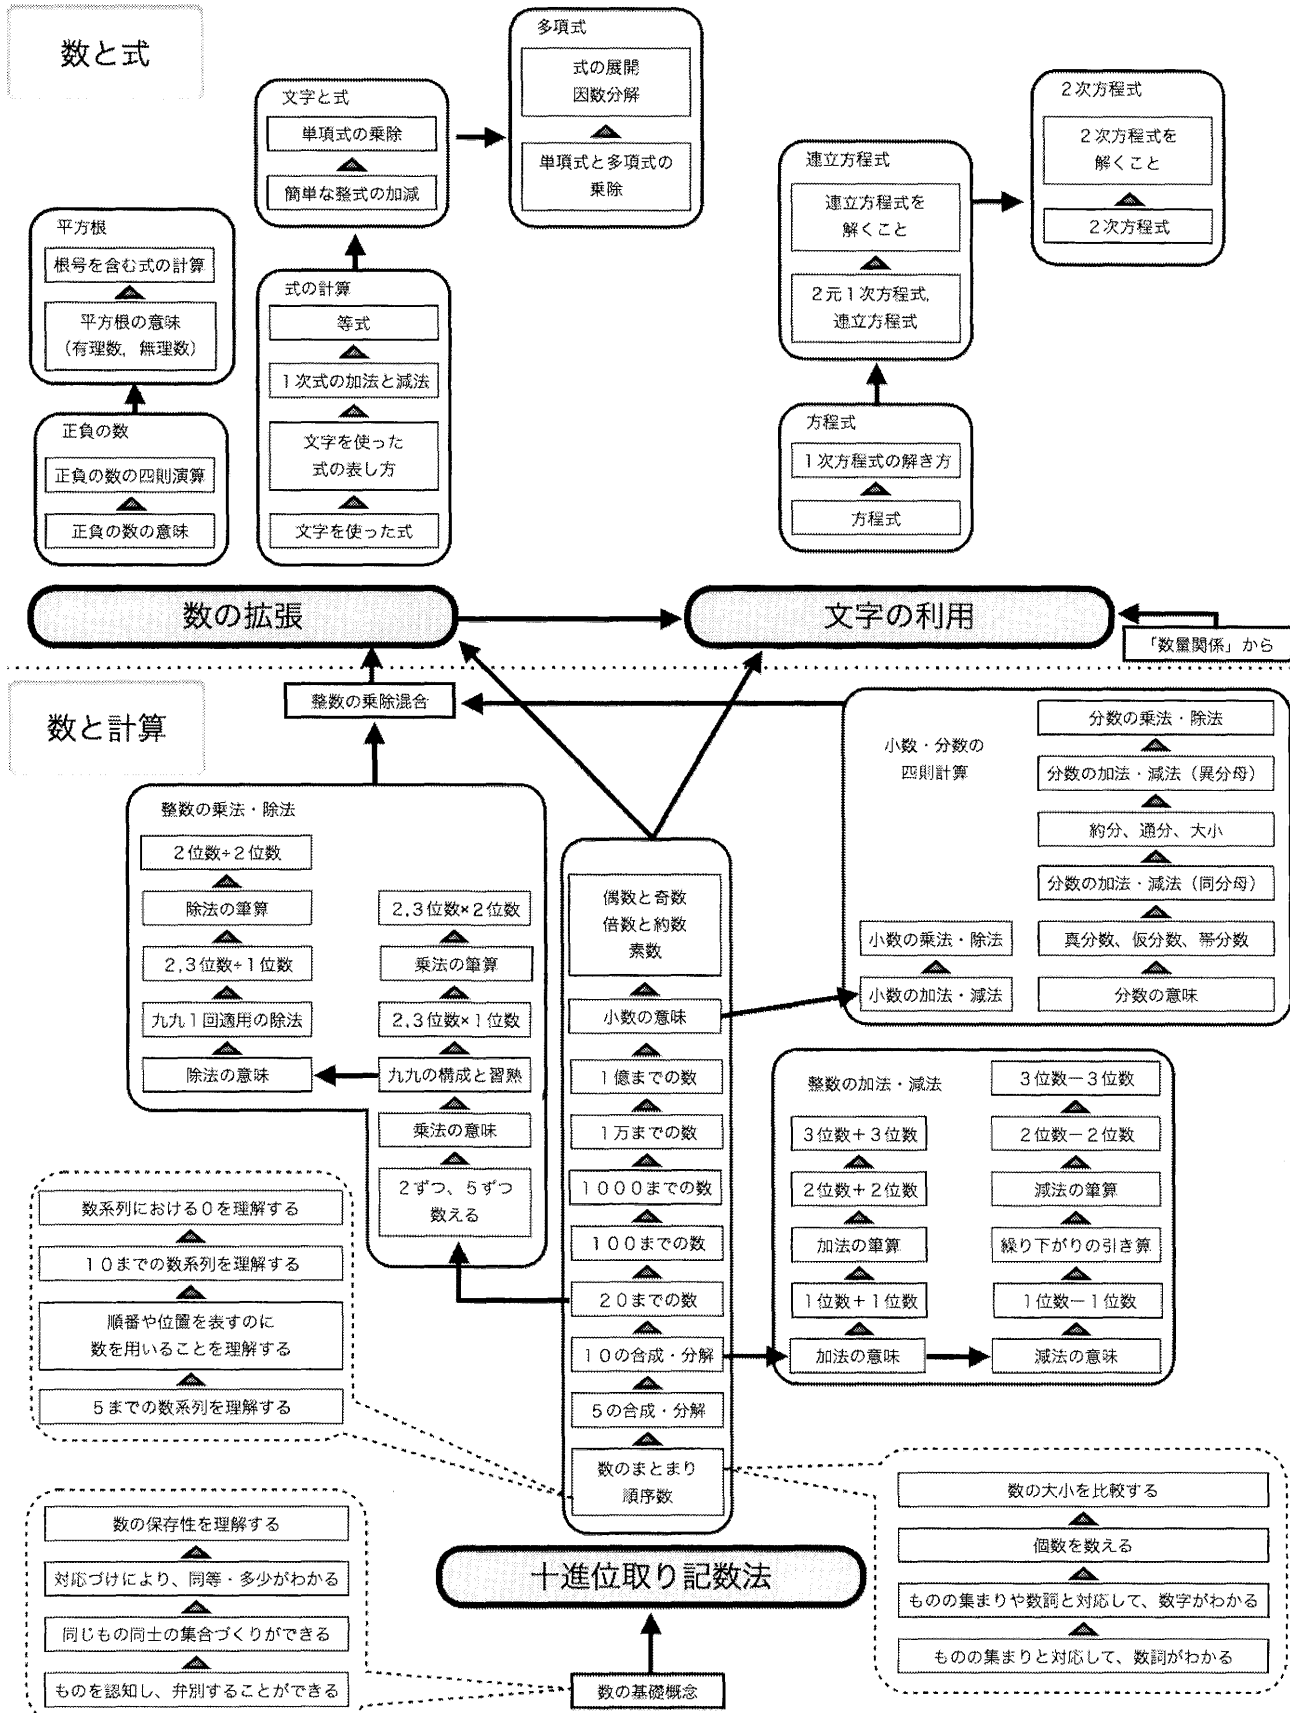 数と式
多項式
式の展開
因数分解
単項式と多項式の
乗除
文字と式
単項式の乗除
簡単な整式の加減
2次方程式
2次方程式を
解くこと
2次方程式
連立方程式
連立方程式を
解くこと
2元1次方程式,
連立方程式
平方根
根号を含む式の計算
平方根の意味
(有理数, 無理数)
式の計算
等式
1次式の加法と減法
文字を使った
式の表し方
文字を使った式
正負の数
正負の数の四則演算
正負の数の意味
方程式
1次方程式の解き方
方程式
数の拡張
文字の利用
「数量関係」から
数と計算
整数の乗除混合
小数・分数の
四則計算
分数の乗法・除法
分数の加法・減法（異分母）
約分、通分、大小
分数の加法・減法（同分母）
真分数、仮分数、帯分数
分数の意味
小数の乗法・除法
小数の加法・減法
整数の乗法・除法
2位数÷2位数
除法の筆算
2,3位数÷1位数
九九1回適用の除法
除法の意味
2,3位数×2位数
乗法の筆算
2,3位数×1位数
九九の構成と習熟
乗法の意味
2ずつ、5ずつ
数える
偶数と奇数
倍数と約数
素数
小数の意味
1億までの数
1万までの数
1000までの数
100までの数
20までの数
10の合成・分解
5の合成・分解
数のまとまり
順序数
整数の加法・減法
3位数＋3位数
2位数＋2位数
加法の筆算
1位数＋1位数
加法の意味
3位数－3位数
2位数－2位数
減法の筆算
繰り下がりの引き算
1位数－1位数
減法の意味
数系列における0を理解する
10までの数系列を理解する
順番や位置を表すのに
数を用いることを理解する
5までの数系列を理解する
数の保存性を理解する
対応づけにより、同等・多少がわかる
同じもの同士の集合づくりができる
ものを認知し、弁別することができる
十進位取り記数法
数の基礎概念
数の大小を比較する
個数を数える
ものの集まりや数詞と対応して、数字がわかる
ものの集まりと対応して、数詞がわかる